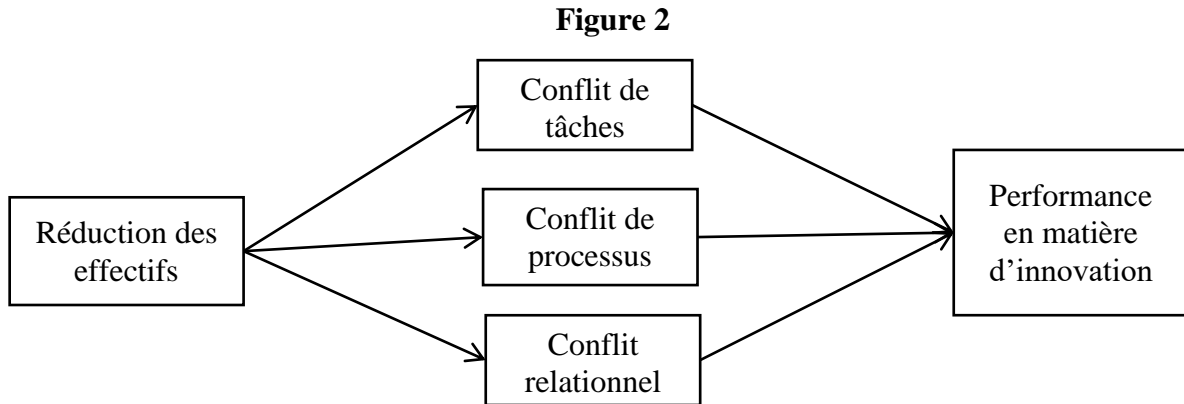 Figure 2
Conflit de
tâches
Réduction des
effectifs
Conflit de
processus
Conflit
relationnel
Performance
en matière
d’innovation